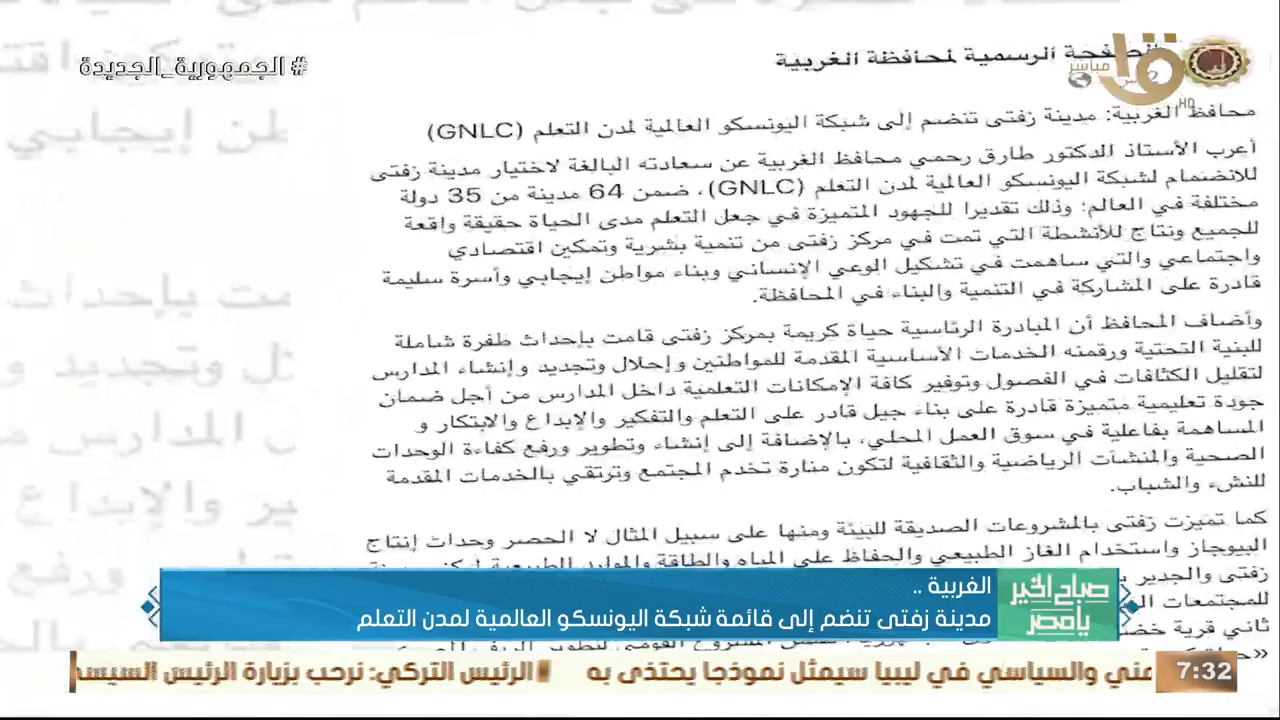 #الجمهورية_الجديدة
الصفحة الرسمية لمحافظة الغربية
مباشر
HD
محافظ الغربية: مدينة زفتى تنضم إلى شبكة اليونسكو العالمية لمدن التعلم (GNLC)
أعرب الأستاذ الدكتور طارق رحمي محافظ الغربية عن سعادته البالغة لاختيار مدينة زفتى
للانضمام لشبكة اليونسكو العالمية لمدن التعلم (GNLC)، ضمن 64 مدينة من 35 دولة
مختلفة في العالم؛ وذلك تقديرا للجهود المتميزة في جعل التعلم مدى الحياة حقيقة واقعة
للجميع ونتاج للأنشطة التي تمت في مركز زفتى من تنمية بشرية وتمكين اقتصادي
واجتماعي والتي ساهمت في تشكيل الوعي الإنساني وبناء مواطن إيجابي وأسرة سليمة
قادرة على المشاركة في التنمية والبناء في المحافظة.
وأضاف المحافظ أن المبادرة الرئاسية حياة كريمة بمركز زفتى قامت بإحداث طفرة شاملة
للبنية التحتية ورقمنه الخدمات الأساسية المقدمة للمواطنين وإحلال وتجديد وإنشاء المدارس
لتقليل الكثافات في الفصول وتوفير كافة الإمكانات التعلمية داخل المدارس من أجل ضمان
جودة تعليمية متميزة قادرة على بناء جيل قادر على التعلم والتفكير والإبداع والابتكار و
المساهمة بفاعلية في سوق العمل المحلي، بالإضافة إلى إنشاء وتطوير ورفع كفاءة الوحدات
الصحية والمنشآت الرياضية والثقافية لتكون منارة تخدم المجتمع وترتقي بالخدمات المقدمة
للنشء والشباب.
كما تميزت زفتى بالمشروعات الصديقة للبيئة ومنها على سبيل المثال لا الحصر وحدات إنتاج
البيوجاز واستخدام الغاز الطبيعي والحفاظ على المياه والطاقة والموارد الطبيعية
زفتى والجدير
للمجتمعات
ثاني قرية
صباح الخير
يا مصر
الغربية ..
مدينة زفتى تنضم إلى قائمة شبكة اليونسكو العالمية لمدن التعلم
7:32
والسياسي في ليبيا سيمثل نموذجا يحتذى به الرئيس التركي: نرحب بزيارة الرئيس